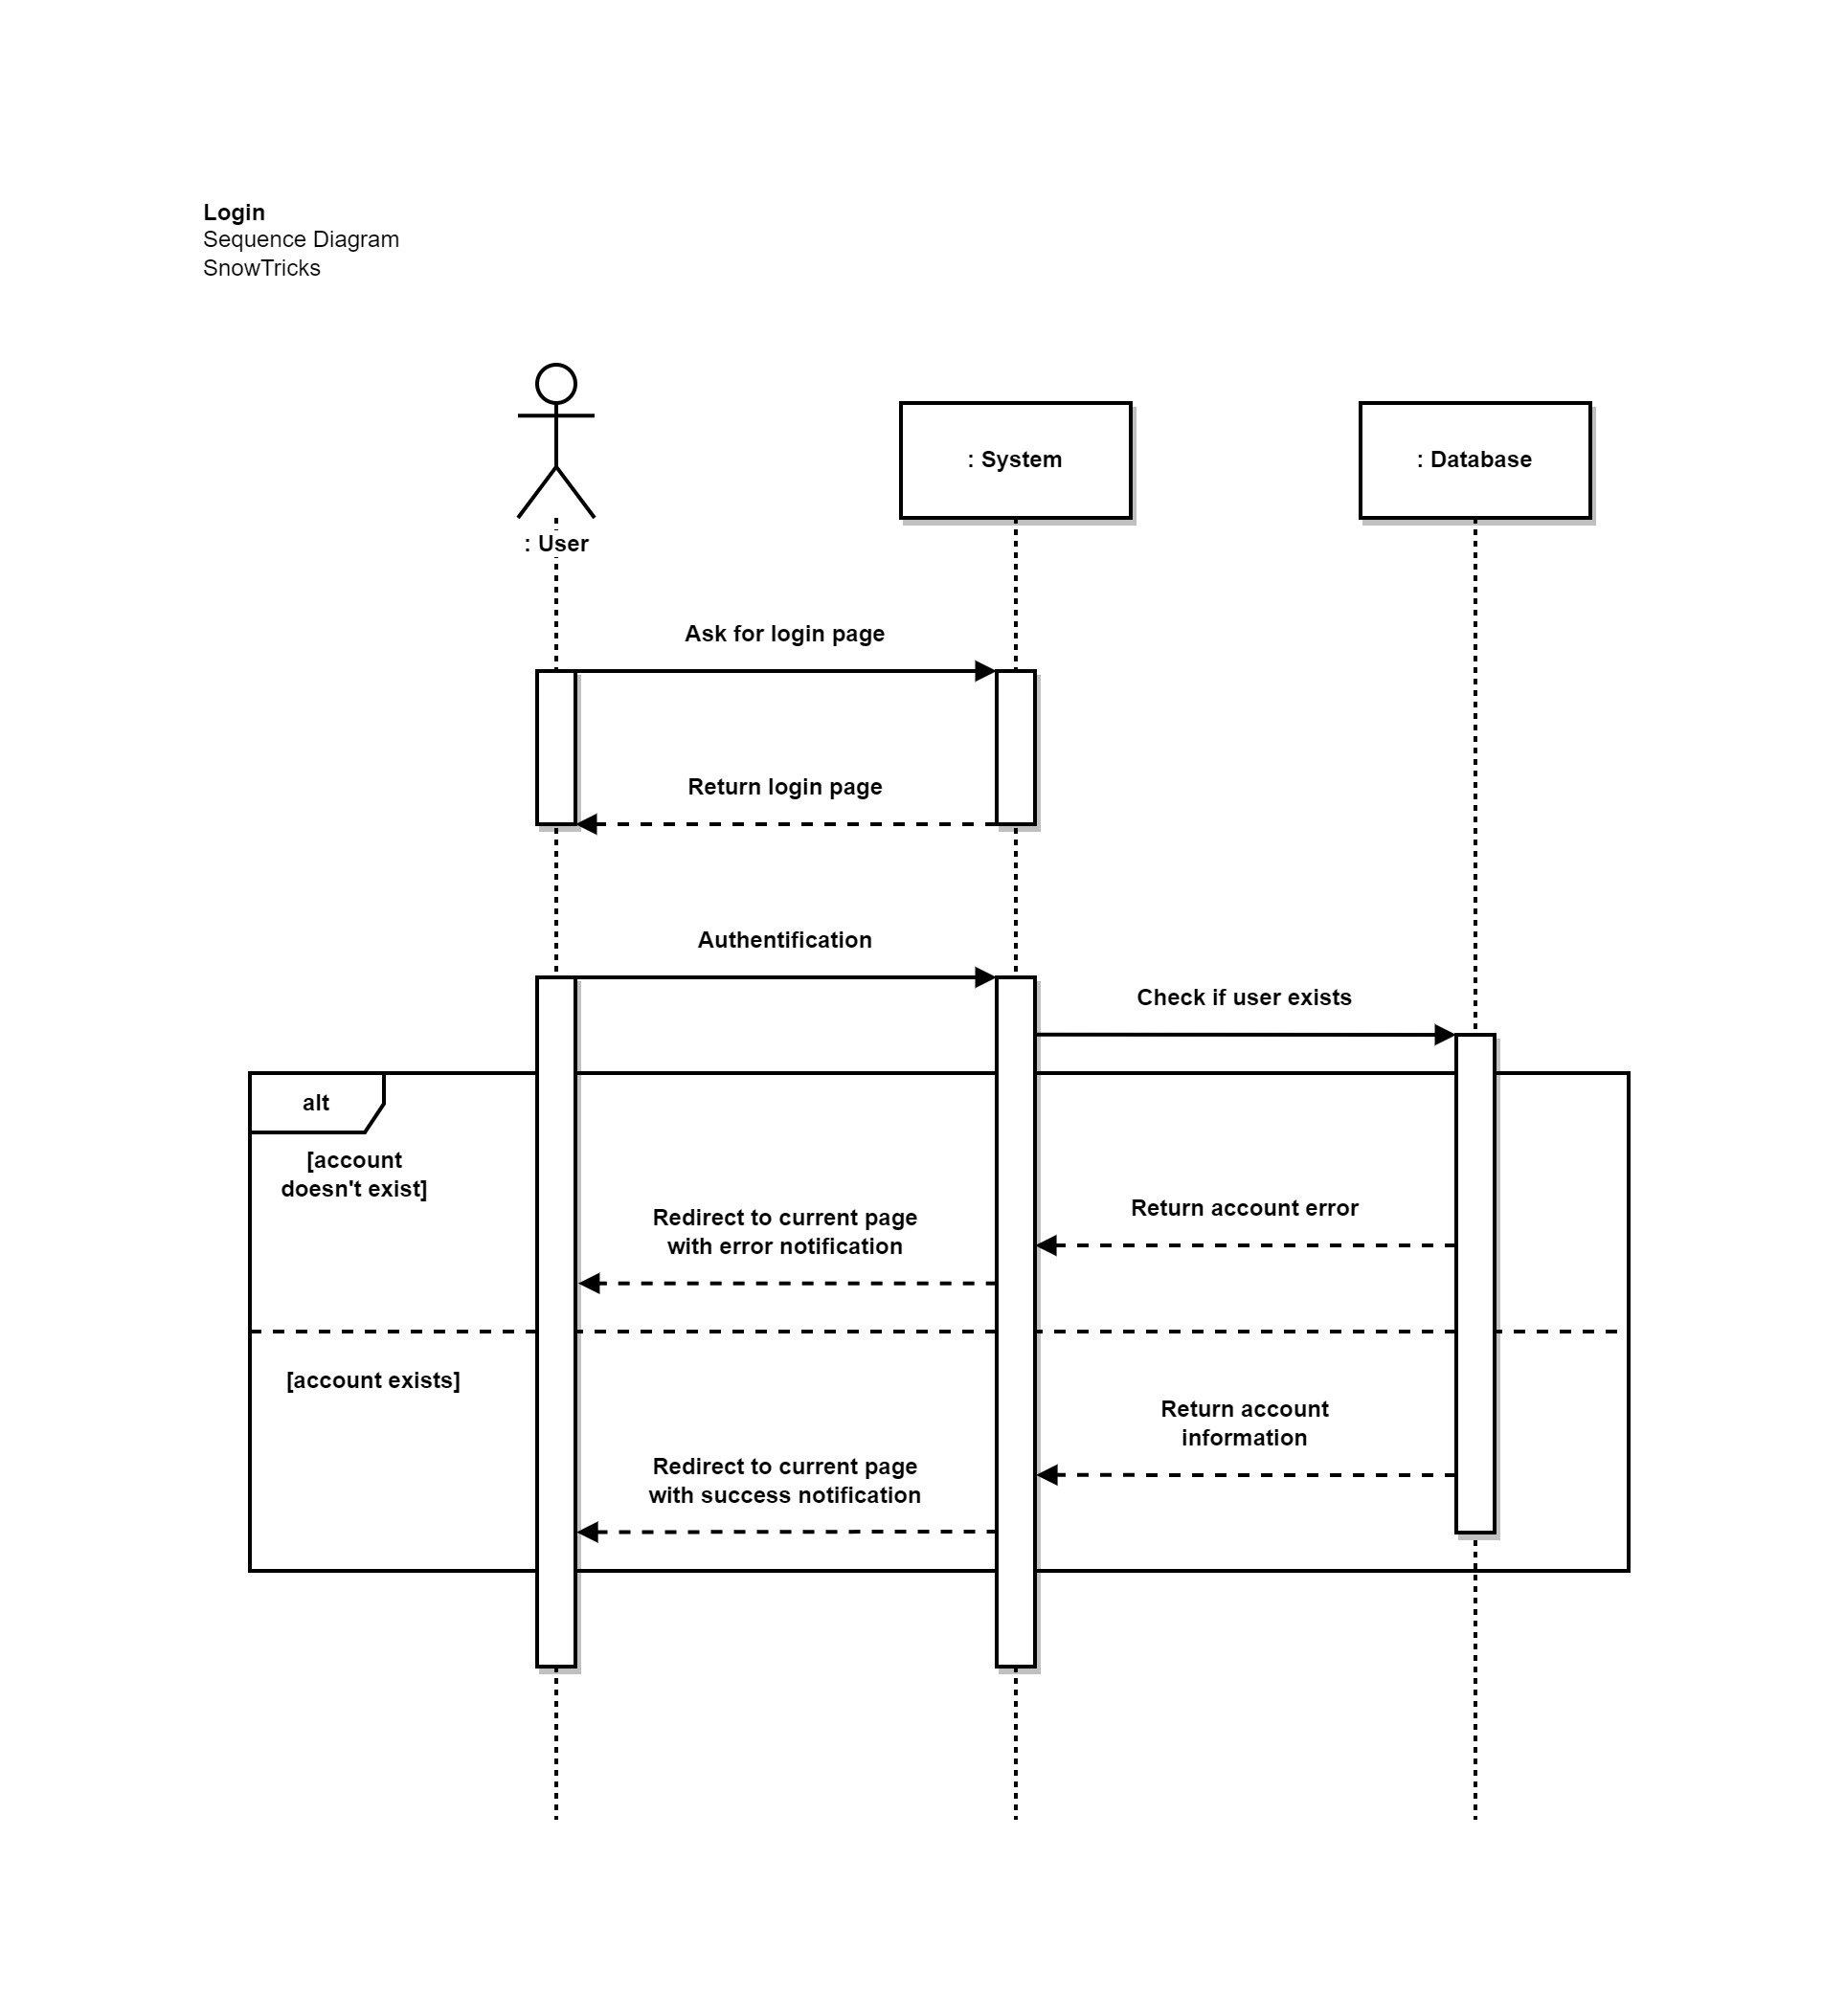 Login
Sequence Diagram
SnowTricks
: System
: Database
: User
Ask for login page
Return login page
Authentification
Check if user exists
alt
[account
doesn't exist]
Return account error
Redirect to current page
with error notification
[account exists]
Return account
information
Redirect to current page
with success notification